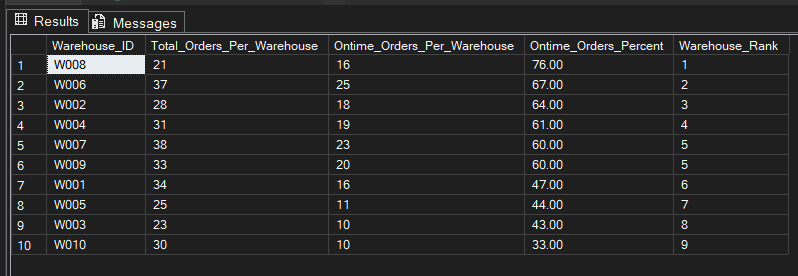 Results Messages
Warehouse_ID Total_Orders_Per_Warehouse Ontime_Orders_Per_Warehouse Ontime_Orders_Percent Warehouse_Rank
1 W008 21 16 76.00 1
2 W006 37 25 67.00 2
3 W002 28 18 64.00 3
4 W004 31 19 61.00 4
5 W007 38 23 60.00 5
6 W009 33 20 60.00 5
7 W001 34 16 47.00 6
8 W005 25 11 44.00 7
9 W003 23 10 43.00 8
10 W010 30 10 33.00 9